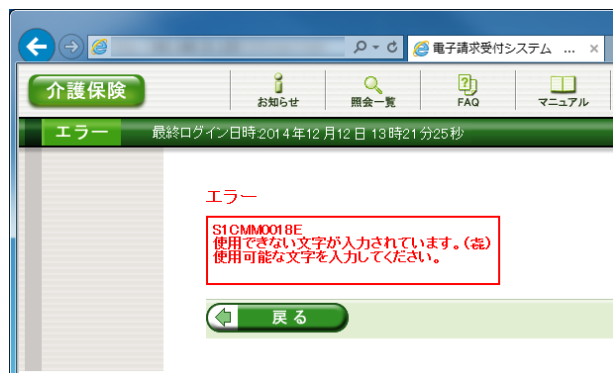 電子請求受付システム ...
介護保険
お知らせ
照会一覧
FAQ
マニュアル
エラー 最終ログイン日時:2014年12月12日 13時21分25秒
エラー
S1CMM0018E
使用できない文字が入力されています。()
使用可能な文字を入力してください。
戻る